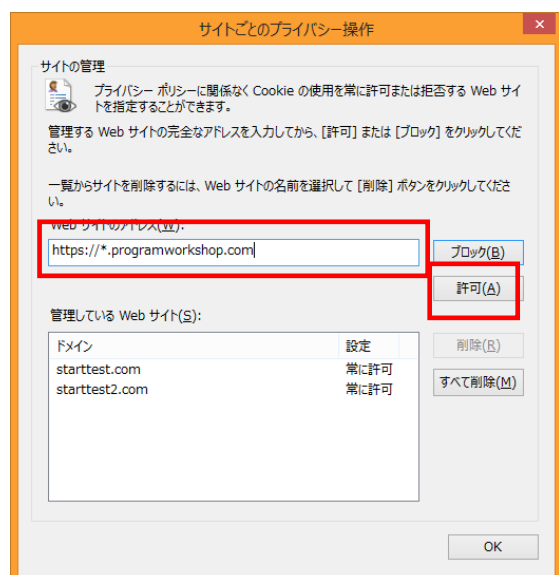 サイトごとのプライバシー操作
×
サイトの管理
プライバシー ポリシーに関係なく Cookie の使用を常に許可または拒否する Web サイ
トを指定することができます。
管理する Web サイトの完全なアドレスを入力してから、[許可] または [ブロック] をクリックしてくだ
さい。
一覧からサイトを削除するには、Web サイトの名前を選択して [削除] ボタンをクリックしてくださ
い。
Web サイトのアドレス(W):
https://*.programworkshop.com
ブロック(B)
許可(A)
管理している Web サイト(S):
ドメイン 設定
削除(R)
starttest.com 常に許可
starttest2.com 常に許可
すべて削除(M)
OK